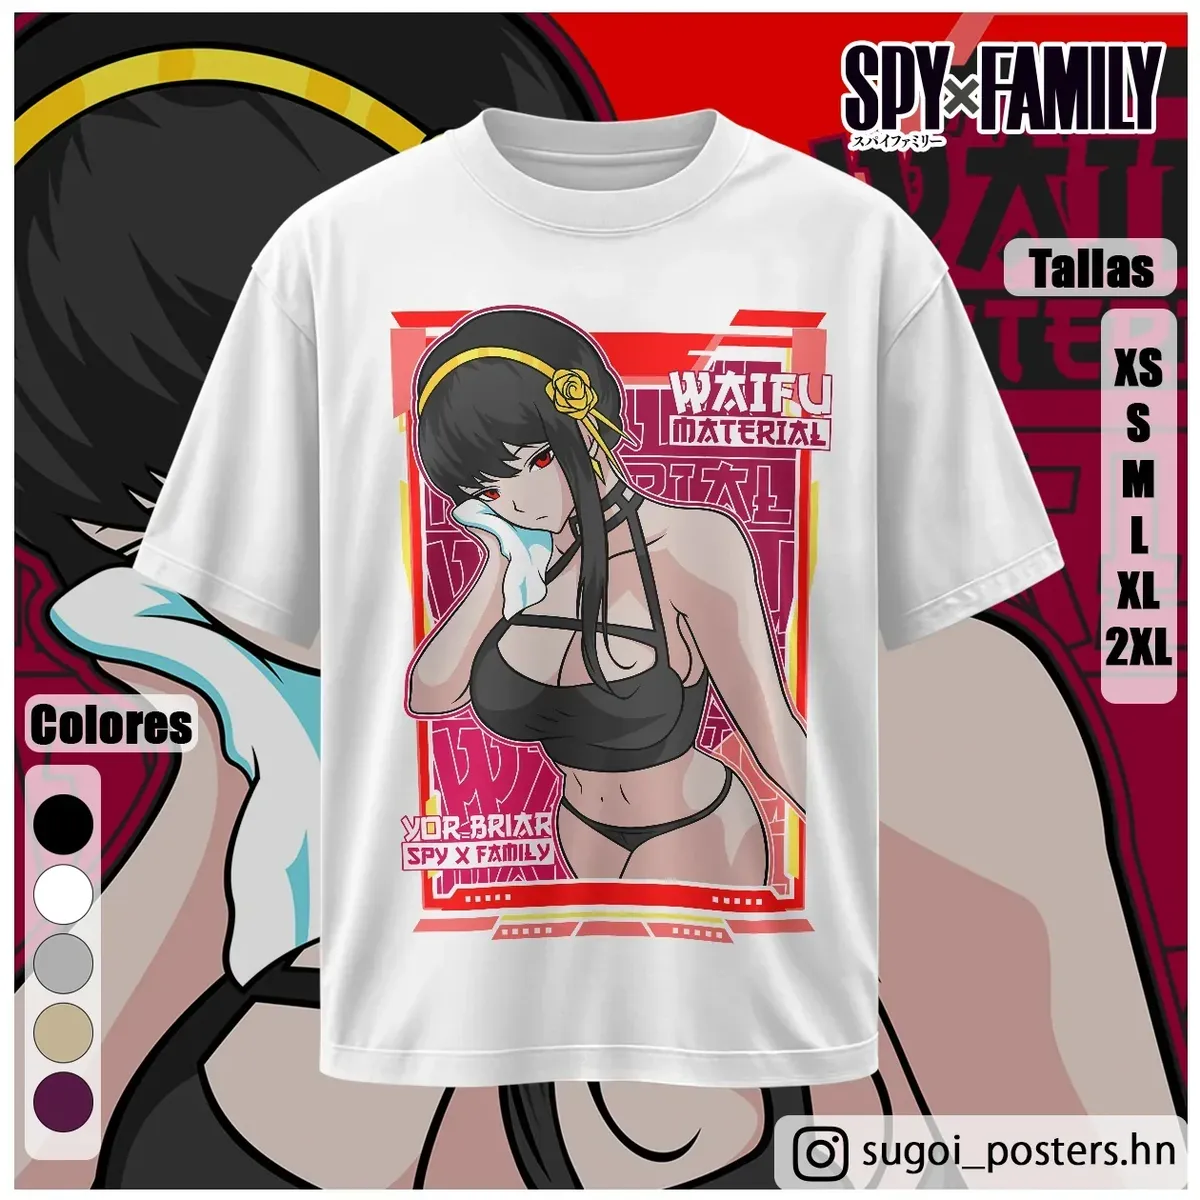 SPY×FAMILY
スパイファミリー
Tallas
XS
S
M
L
XL
2XL
WAIFU
MATERIAL
Colores
YOR BRIAR
SPY X FAMILY
sugoi_posters.hn